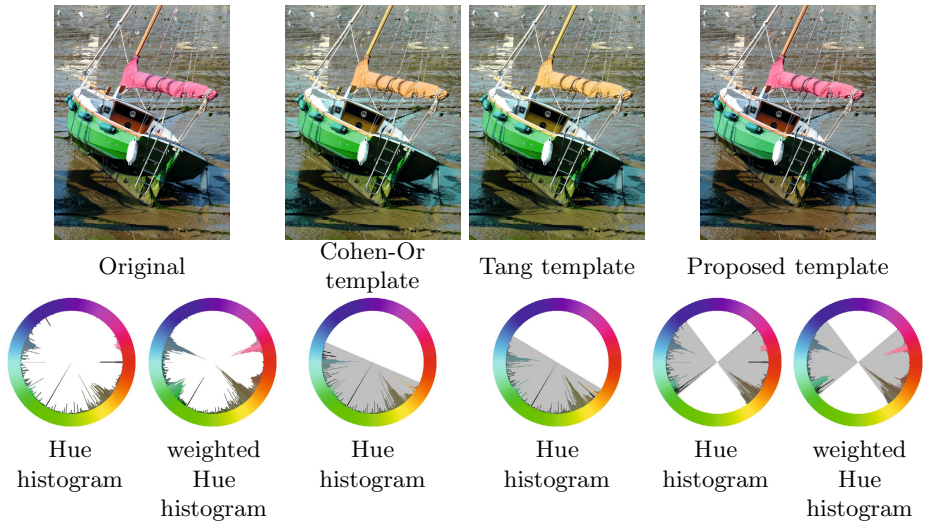 Original
Cohen-Or
template
Tang template
Proposed template
Hue
histogram
weighted
Hue
histogram
Hue
histogram
Hue
histogram
Hue
histogram
weighted
Hue
histogram